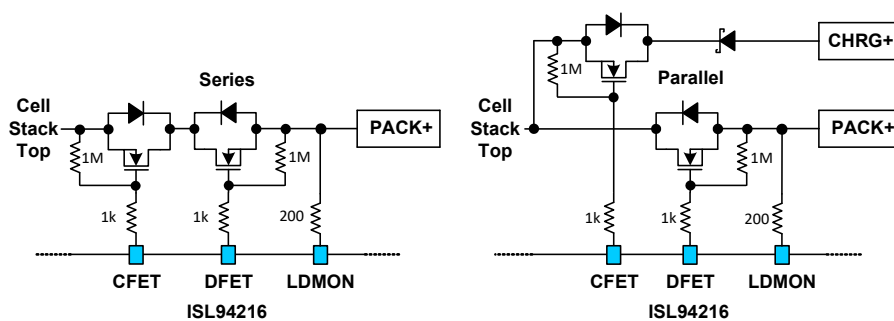 Series
Cell
Stack
Top
1M
1M
PACK+
1k
1k
200
CFET
DFET
LDMON
ISL94216
CHRG+
1M
Parallel
Cell
Stack
Top
1M
PACK+
1k
1k
200
CFET
DFET
LDMON
ISL94216